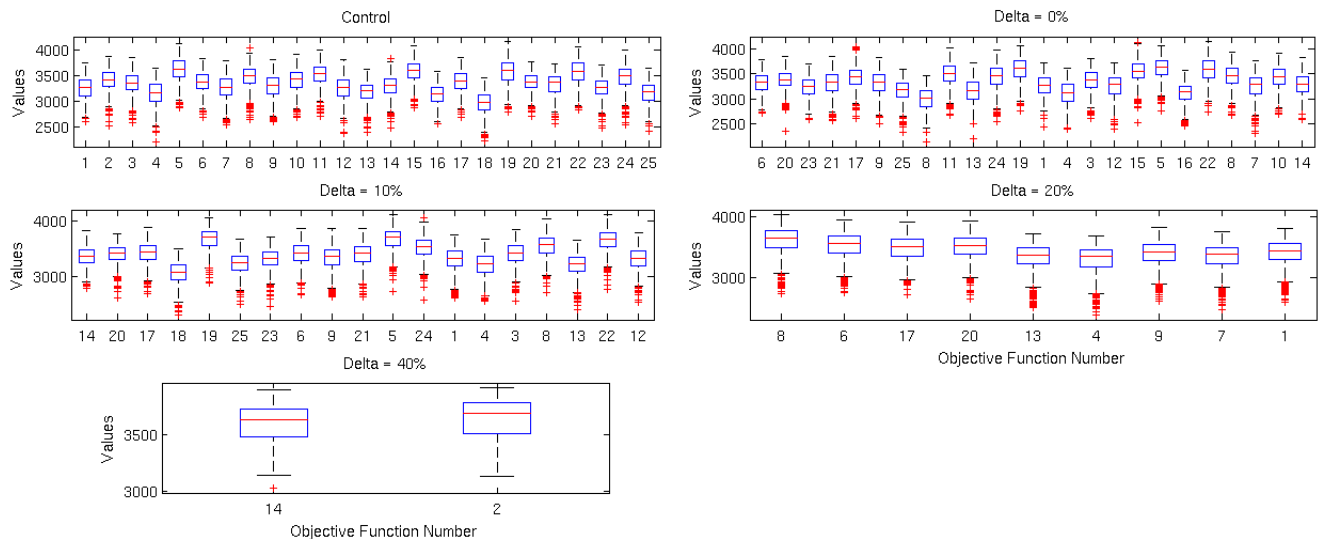 Control
Values
4000
3500
3000
2500
1 2 3 4 5 6 7 8 9 10 11 12 13 14 15 16 17 18 19 20 21 22 23 24 25
Delta = 0%
Values
4000
3500
3000
2500
6 20 23 21 17 9 25 8 11 13 24 19 1 4 3 12 15 5 16 22 8 7 10 14
Delta = 10%
Values
4000
3000
14 20 17 18 19 25 23 6 9 21 5 24 1 4 3 8 13 22 12
Delta = 20%
Values
4000
3000
8 6 17 20 13 4 9 7 1
Objective Function Number
Delta = 40%
Values
3500
3000
14 2
Objective Function Number